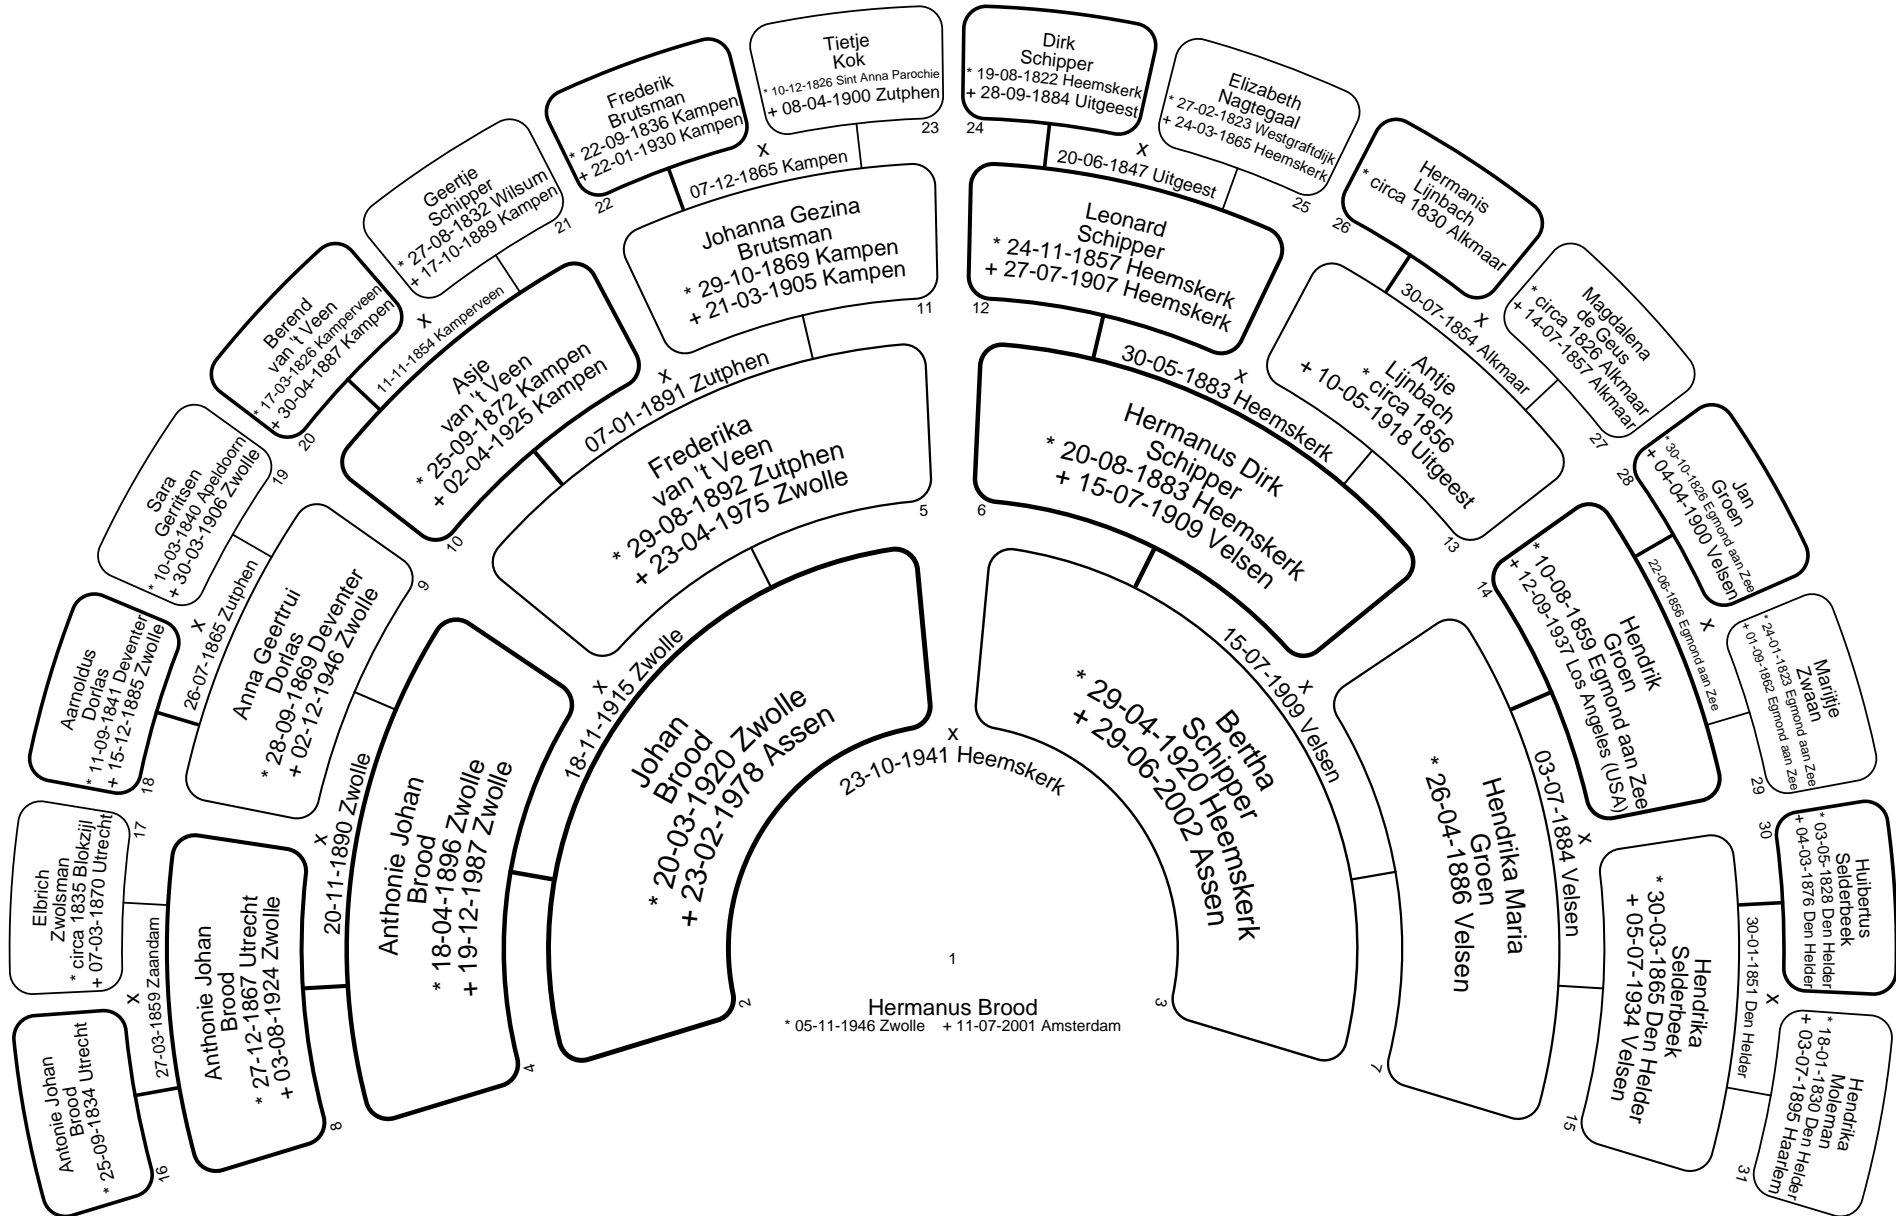 1
Hermanus Brood
* 05-11-1946 Zwolle + 11-07-2001 Amsterdam
Johan
Brood
* 20-03-1920 Zwolle
+ 23-02-1978 Assen
2
x
23-10-1941 Heemskerk
Bertha
Schipper
* 29-04-1920 Heemskerk
+ 29-06-2002 Assen
3
Anthonie Johan
Brood
* 18-04-1896 Zwolle
+ 19-12-1987 Zwolle
4
x
18-11-1915 Zwolle
Frederika
van 't Veen
* 29-08-1892 Zutphen
+ 23-04-1975 Zwolle
5
Hermanus Dirk
Schipper
* 20-08-1883 Heemskerk
+ 15-07-1909 Velsen
6
x
15-07-1909 Velsen
Hendrika Maria
Groen
* 26-04-1886 Velsen
7
Anthonie Johan
Brood
* 27-12-1867 Utrecht
+ 03-08-1924 Zwolle
8
x
20-11-1890 Zwolle
Anna Geertrui
Dorlas
* 28-09-1869 Deventer
+ 02-12-1946 Zwolle
9
Asje
van 't Veen
* 25-09-1872 Kampen
+ 02-04-1925 Kampen
10
x
07-01-1891 Zutphen
Johanna Gezina
Brutsman
* 29-10-1869 Kampen
+ 21-03-1905 Kampen
11
Leonard
Schipper
* 24-11-1857 Heemskerk
+ 27-07-1907 Heemskerk
12
x
30-05-1883 Heemskerk
Antje
Lijnbach
* circa 1856
+ 10-05-1918 Uitgeest
13
Hendrik
Groen
* 10-08-1859 Egmond aan Zee
+ 12-09-1937 Los Angeles (USA)
14
x
03-07-1884 Velsen
Hendrika
Selderbeek
* 30-03-1865 Den Helder
+ 05-07-1934 Velsen
15
Antonie Johan
Brood
* 25-09-1834 Utrecht
16
x
27-03-1859 Zaandam
Elbrich
Zwolsman
* circa 1835 Blokzijl
+ 07-03-1870 Utrecht
17
Aarnoldus
Dorlas
* 11-09-1841 Deventer
+ 15-12-1885 Zwolle
18
x
26-07-1865 Zutphen
Sara
Gerritsen
* 10-03-1840 Apeldoorn
+ 30-03-1906 Zwolle
19
Berend
van 't Veen
* 17-03-1826 Kamperveen
+ 30-04-1887 Kampen
20
x
11-11-1854 Kamperveen
Geertje
Schipper
* 27-08-1832 Wilsum
+ 17-10-1889 Kampen
21
Frederik
Brutsman
* 22-09-1836 Kampen
+ 22-01-1930 Kampen
22
x
07-12-1865 Kampen
Tietje
Kok
* 10-12-1826 Sint Anna Parochie
+ 08-04-1900 Zutphen
23
Dirk
Schipper
* 19-08-1822 Heemskerk
+ 28-09-1884 Uitgeest
24
x
20-06-1847 Uitgeest
Elizabeth
Nagtegaal
* 27-02-1823 Westgraftdijk
+ 24-03-1865 Heemskerk
25
Hermanis
Lijnbach
* circa 1830 Alkmaar
26
x
30-07-1854 Alkmaar
Magdalena
de Geus
* circa 1826 Alkmaar
+ 14-07-1857 Alkmaar
27
Jan
Groen
* 30-10-1826 Egmond aan Zee
+ 04-04-1900 Velsen
28
x
22-06-1856 Egmond aan Zee
Marijtje
Zwaan
* 24-01-1823 Egmond aan Zee
+ 01-09-1862 Egmond aan Zee
29
Huibertus
Selderbeek
* 03-05-1828 Den Helder
+ 04-03-1876 Den Helder
30
x
30-01-1851 Den Helder
Hendrika
Moleman
* 18-01-1830 Den Helder
+ 03-07-1895 Haarlem
31